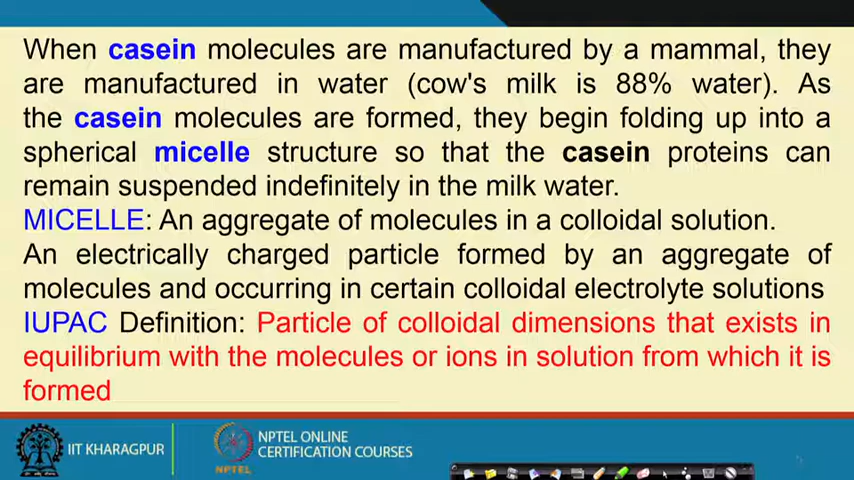 When casein molecules are manufactured by a mammal, they
are manufactured in water (cow's milk is 88% water). As
the casein molecules are formed, they begin folding up into a
spherical micelle structure so that the casein proteins can
remain suspended indefinitely in the milk water.
MICELLE: An aggregate of molecules in a colloidal solution.
An electrically charged particle formed by an aggregate of
molecules and occurring in certain colloidal electrolyte solutions
IUPAC Definition: Particle of colloidal dimensions that exists in
equilibrium with the molecules or ions in solution from which it is
formed
IIT KHARAGPUR
NPTEL
NPTEL ONLINE
CERTIFICATION COURSES